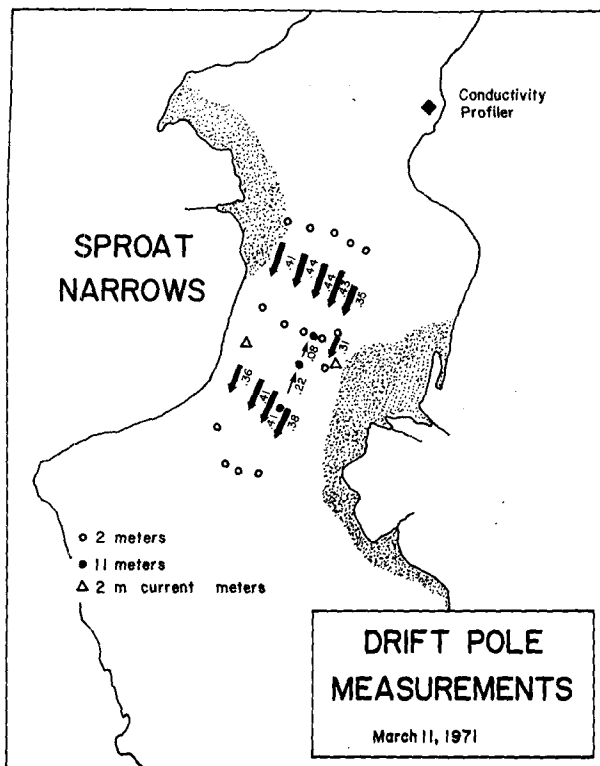 Conductivity
Profiler
SPROAT
NARROWS
.41
.44
.44
.43
.35
.08
.31
.22
.36
.41
.41
.38
○ 2 meters
● 11 meters
△ 2 m current meters
DRIFT POLE
MEASUREMENTS
March 11, 1971